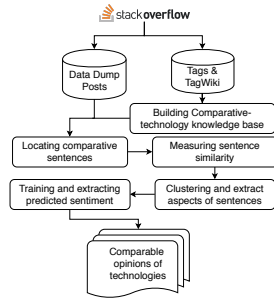 stackoverflow
Data Dump
Posts
Tags &
TagWiki
Building Comparative-
technology knowledge base
Locating comparative
sentences
Measuring sentence
similarity
Training and extracting
predicted sentiment
Clustering and extract
aspects of sentences
Comparable
opinions of
technologies